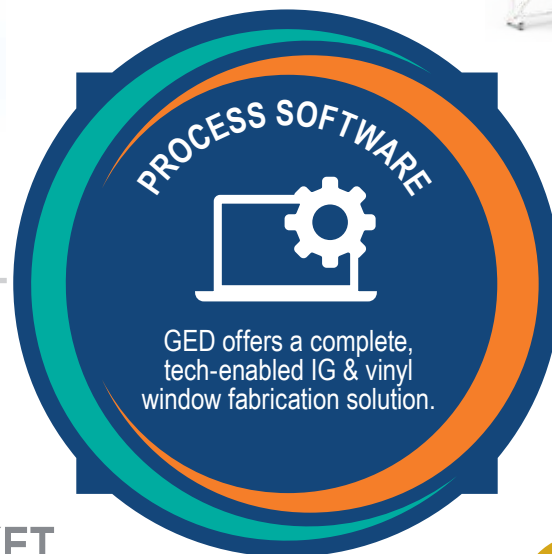 PROCESS SOFTWARE
GED offers a complete,
tech-enabled IG & vinyl
window fabrication solution.